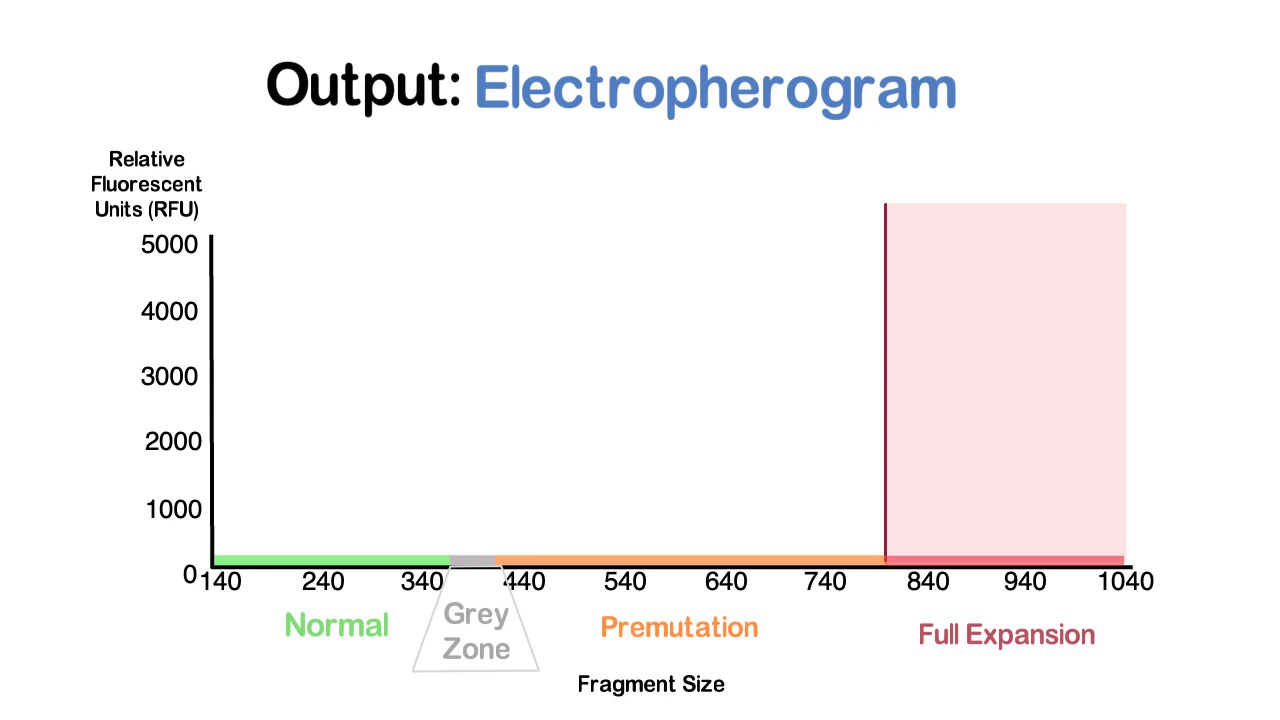 Output: Electropherogram
Relative
Fluorescent
Units (RFU)
5000
4000
3000
2000
1000
0
140 240 340 440 540 640 740 840 940 1040
Normal
Grey
Zone
Premutation
Full Expansion
Fragment Size